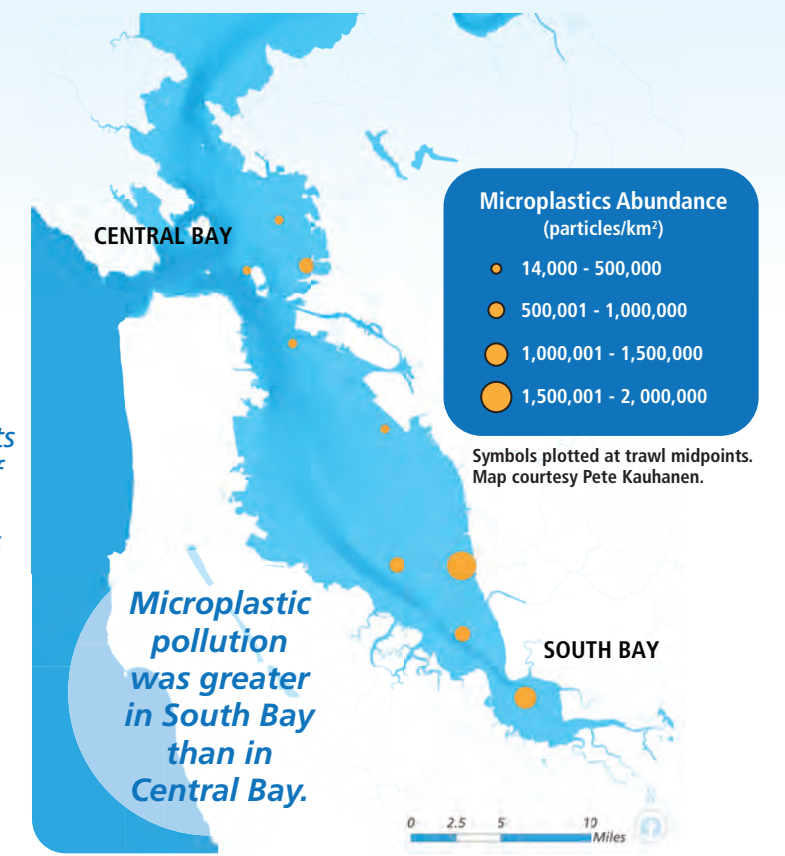 CENTRAL BAY
Microplastics Abundance
(particles/km²)
14,000 - 500,000
500,001 - 1,000,000
1,000,001 - 1,500,000
1,500,001 - 2, 000,000
Symbols plotted at trawl midpoints.
Map courtesy Pete Kauhanen.
Microplastic
pollution
was greater
in South Bay
than in
Central Bay.
SOUTH BAY
0 2.5 5 10
Miles
N